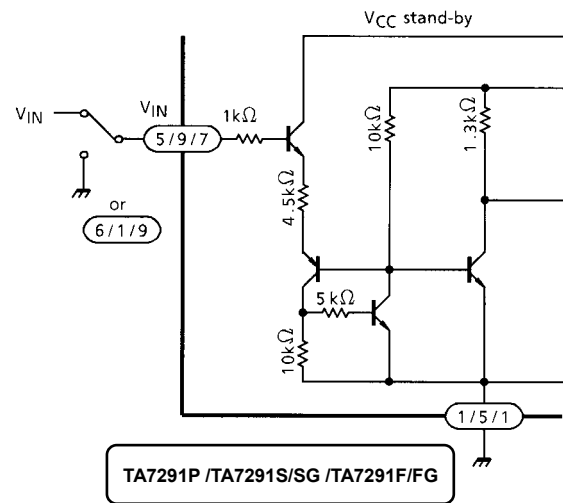 VCC stand-by
VIN
VIN
5 / 9 / 7
1kΩ
10kΩ
1.3kΩ
4.5kΩ
or
6 / 1 / 9
5kΩ
10kΩ
1 / 5 / 1
TA7291P /TA7291S/SG /TA7291F/FG